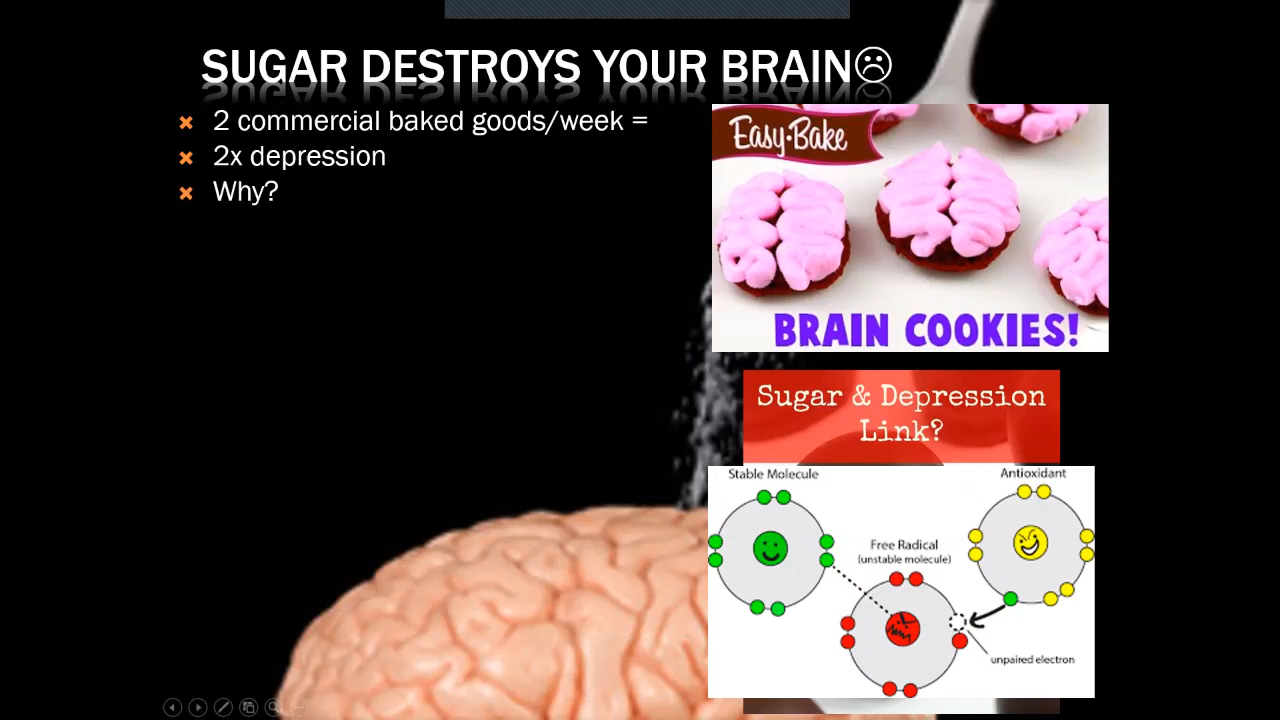 SUGAR DESTROYS YOUR BRAIN☹
2 commercial baked goods/week =
2x depression
Why?
Easy-Bake
BRAIN COOKIES!
Sugar & Depression
Link?
Stable Molecule
Antioxidant
Free Radical
(unstable molecule)
unpaired electron